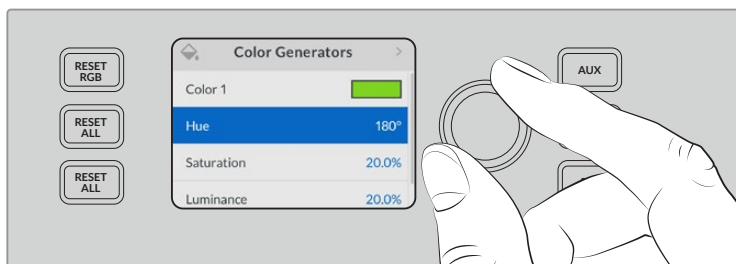 RESET
RGB
RESET
ALL
RESET
ALL
Color Generators
Color 1
Hue 180°
Saturation 20.0%
Luminance 20.0%
AUX